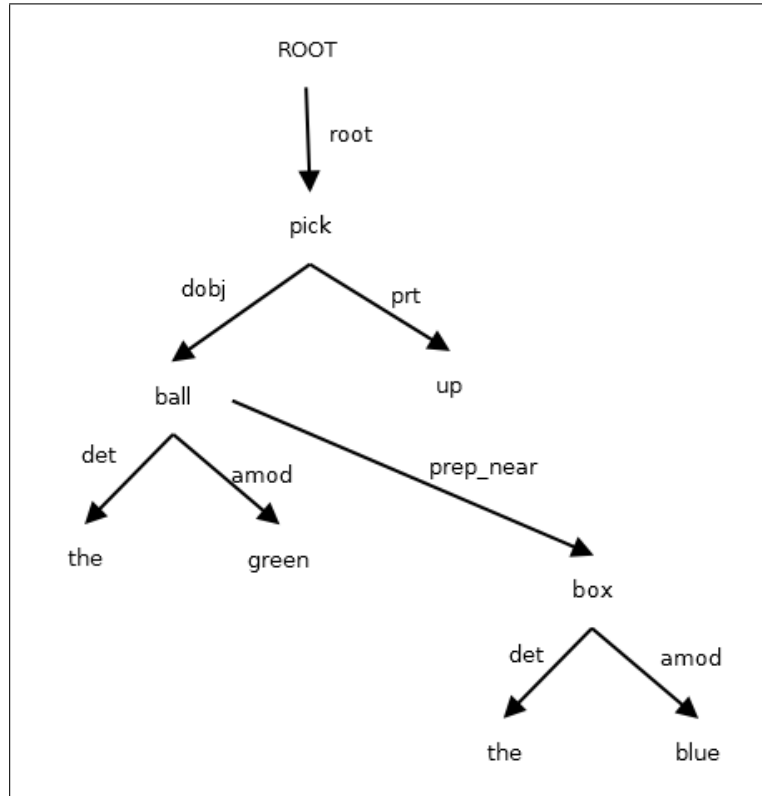 ROOT
root
pick
dobj prt
ball up
det amod prep_near
the green
box
det amod
the blue